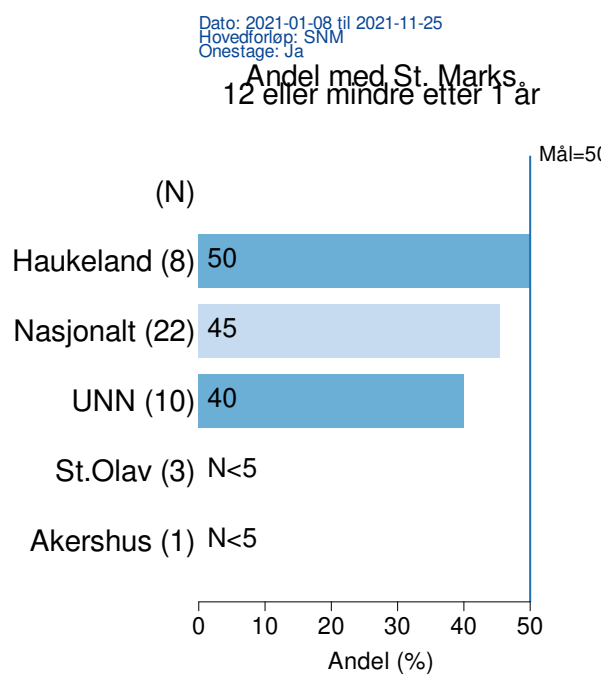 Dato: 2021-01-08 til 2021-11-25
Hovedforløp: SNM
Onestage: Ja
Andel med St. Marks
12 eller mindre etter 1 år
Mål=50
(N)
Haukeland (8) 50
Nasjonalt (22) 45
UNN (10) 40
St.Olav (3) N<5
Akershus (1) N<5
0 10 20 30 40 50
Andel (%)